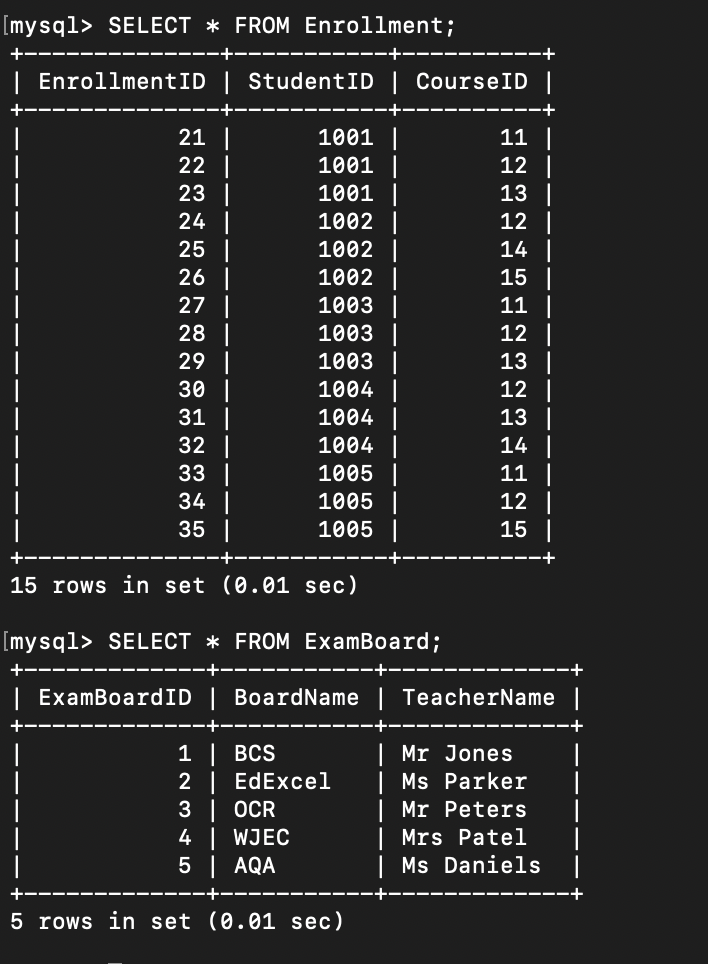 [mysql> SELECT * FROM Enrollment;
+--------------+-----------+----------+
| EnrollmentID | StudentID | CourseID |
+--------------+-----------+----------+
|           21 |      1001 |       11 |
|           22 |      1001 |       12 |
|           23 |      1001 |       13 |
|           24 |      1002 |       12 |
|           25 |      1002 |       14 |
|           26 |      1002 |       15 |
|           27 |      1003 |       11 |
|           28 |      1003 |       12 |
|           29 |      1003 |       13 |
|           30 |      1004 |       12 |
|           31 |      1004 |       13 |
|           32 |      1004 |       14 |
|           33 |      1005 |       11 |
|           34 |      1005 |       12 |
|           35 |      1005 |       15 |
+--------------+-----------+----------+
15 rows in set (0.01 sec)

[mysql> SELECT * FROM ExamBoard;
+-------------+-----------+-------------+
| ExamBoardID | BoardName | TeacherName |
+-------------+-----------+-------------+
|           1 | BCS       | Mr Jones    |
|           2 | EdExcel   | Ms Parker   |
|           3 | OCR       | Mr Peters   |
|           4 | WJEC      | Mrs Patel   |
|           5 | AQA       | Ms Daniels  |
+-------------+-----------+-------------+
5 rows in set (0.01 sec)